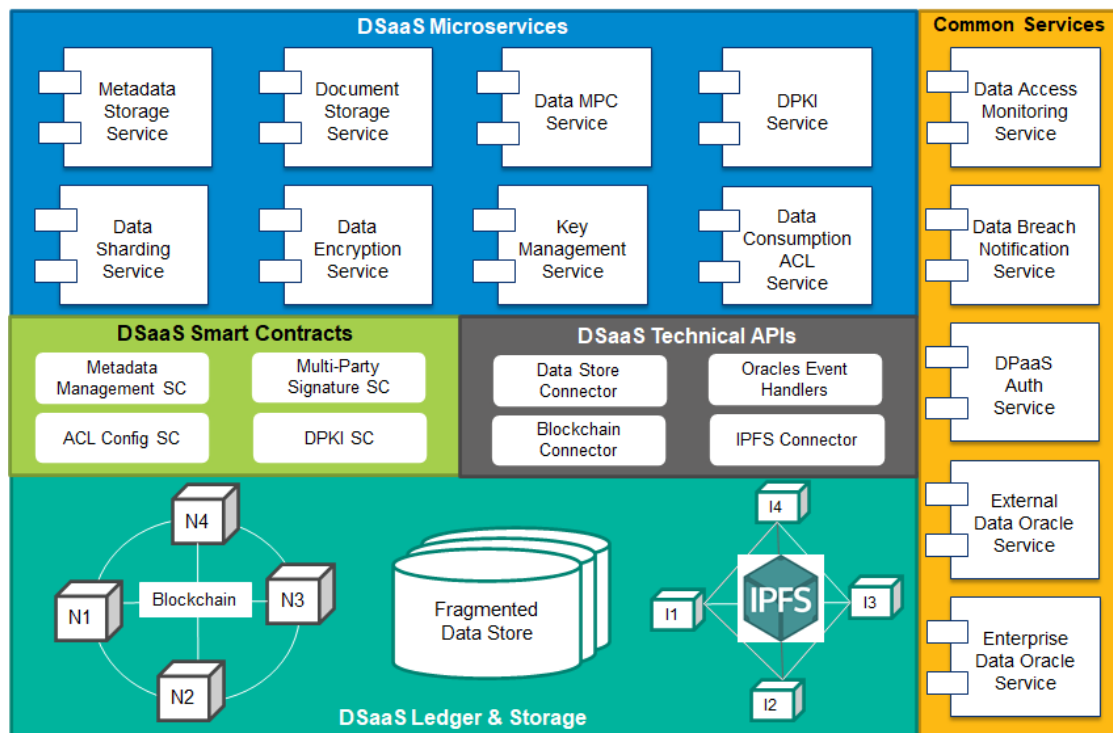 DSaaS Microservices
Metadata
Storage
Service
Document
Storage
Service
Data MPC
Service
DPKI
Service
Data
Sharding
Service
Data
Encryption
Service
Key
Management
Service
Data
Consumption
ACL
Service
Common Services
Data Access
Monitoring
Service
Data Breach
Notification
Service
DPaaS
Auth
Service
External
Data Oracle
Service
Enterprise
Data Oracle
Service
DSaaS Smart Contracts
Metadata
Management SC
Multi-Party
Signature SC
ACL Config SC
DPKI SC
DSaaS Technical APIs
Data Store
Connector
Oracles Event
Handlers
Blockchain
Connector
IPFS Connector
N4
N1
Blockchain
N3
N2
Fragmented
Data Store
I4
I1
IPFS
I3
I2
DSaaS Ledger & Storage